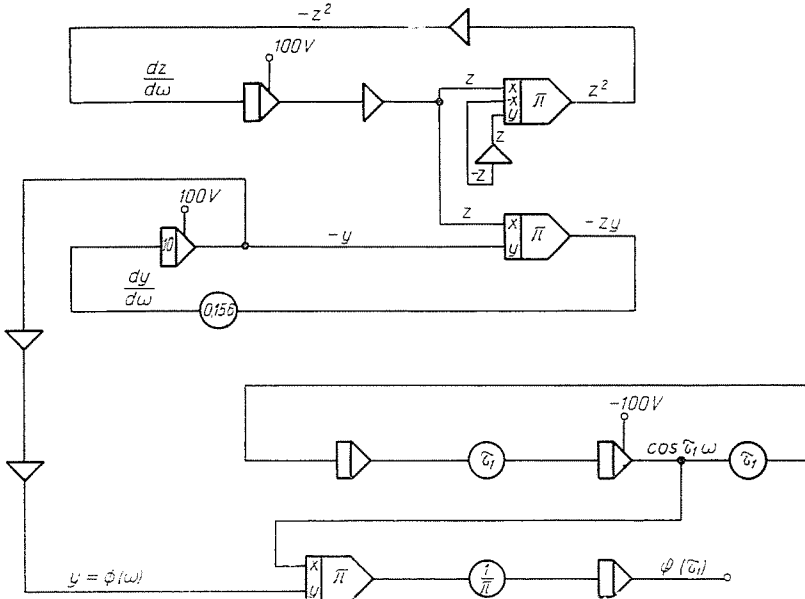 -z²
100V
dz/dω
z
x
-x
y
π
z²
z
-z
100V
z
x
y
π
-zy
10
-y
dy/dω
0,156
-100V
τ₁
cos τ₁ω
τ₁
y = ϕ(ω)
x
y
π
1/π
φ(τ₁)